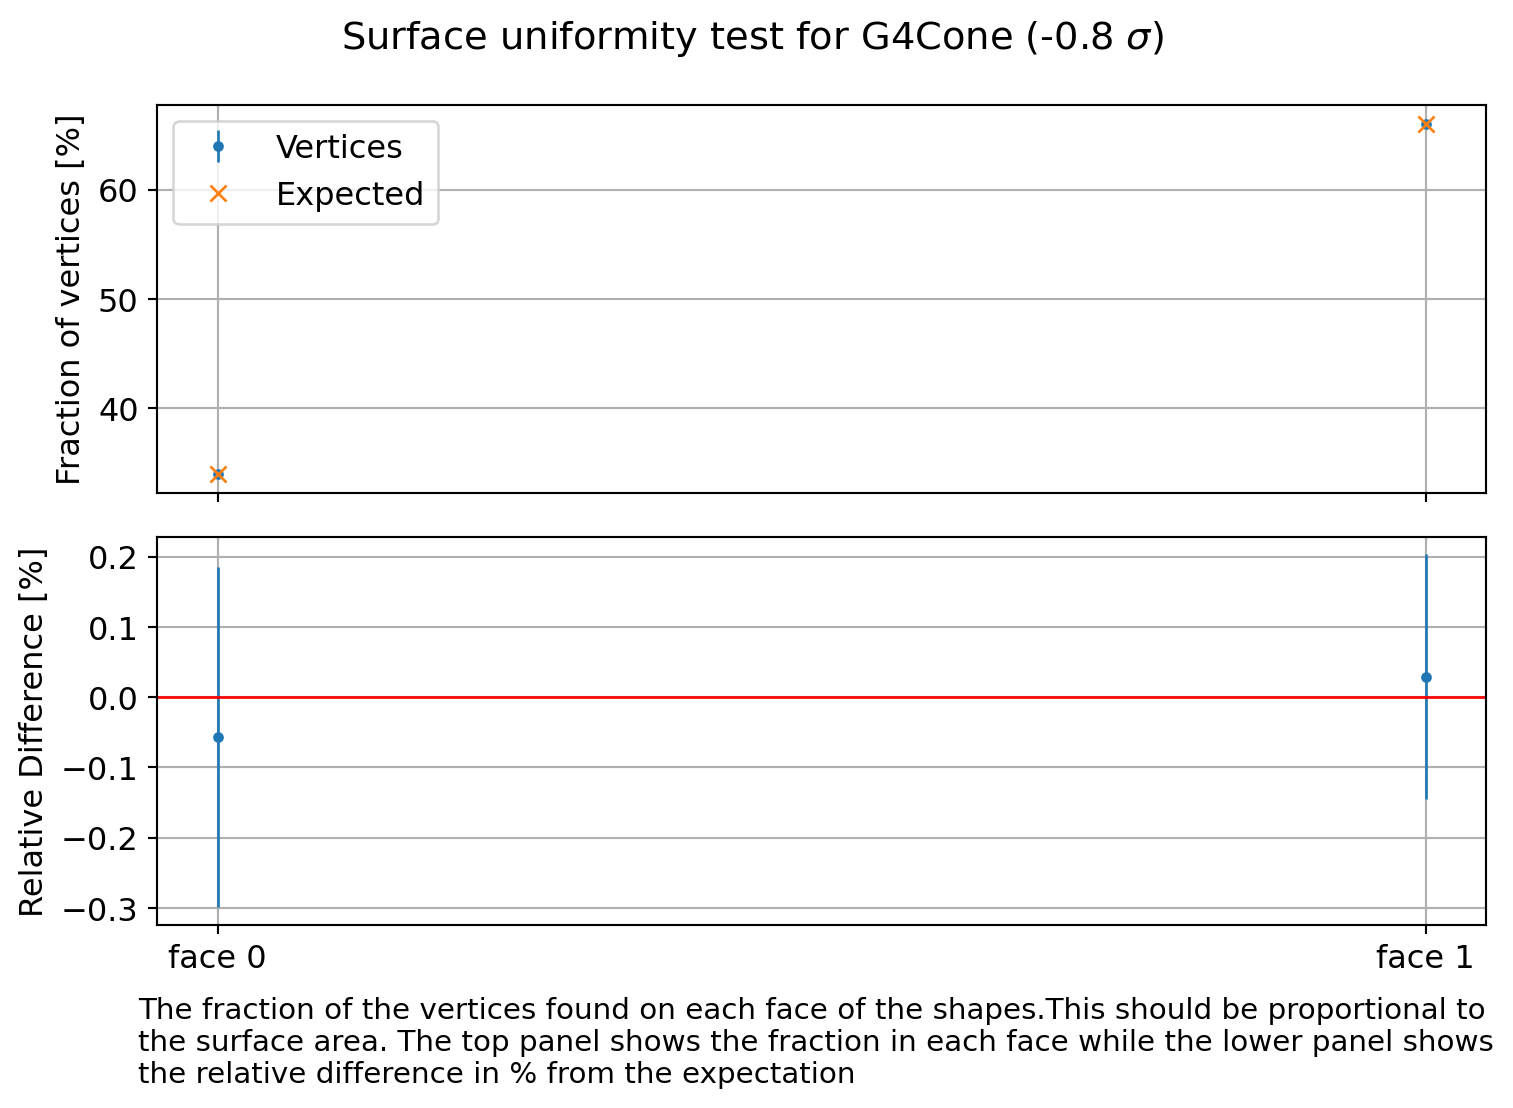 Surface uniformity test for G4Cone (-0.8 σ)
Fraction of vertices [%]
60
50
40
Vertices
Expected
Relative Difference [%]
0.2
0.1
0.0
−0.1
−0.2
−0.3
face 0
face 1
The fraction of the vertices found on each face of the shapes.This should be proportional to
the surface area. The top panel shows the fraction in each face while the lower panel shows
the relative difference in % from the expectation